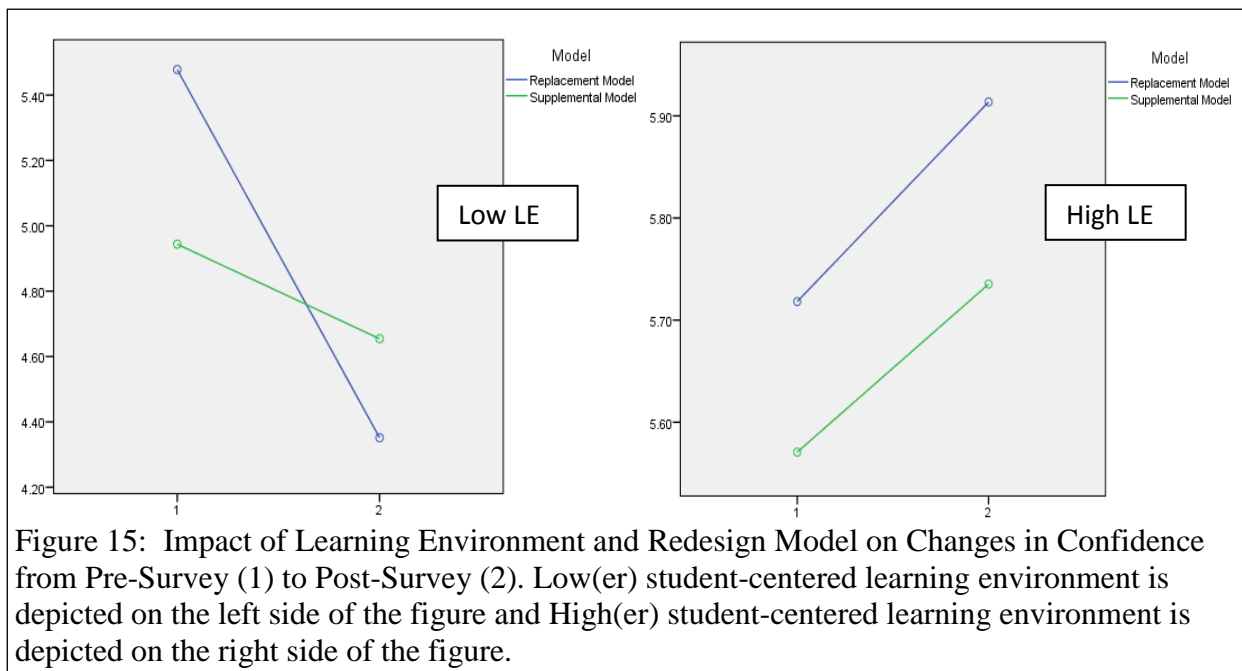 Model
Replacement Model
Supplemental Model
5.40
5.20
5.00
4.80
4.60
4.40
4.20
1
2
Low LE
Model
Replacement Model
Supplemental Model
5.90
5.80
5.70
5.60
1
2
High LE
Figure 15:  Impact of Learning Environment and Redesign Model on Changes in Confidence
from Pre-Survey (1) to Post-Survey (2). Low(er) student-centered learning environment is
depicted on the left side of the figure and High(er) student-centered learning environment is
depicted on the right side of the figure.